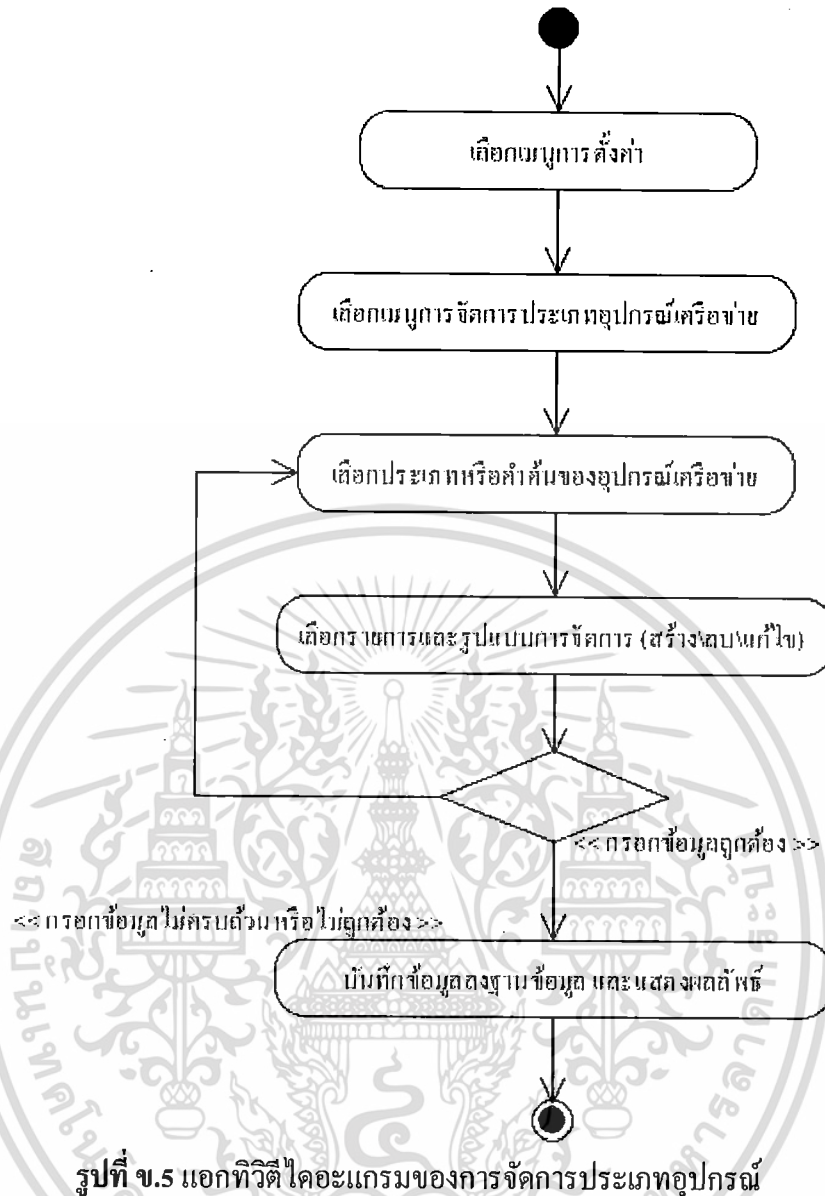 เลือกเมนูการตั้งค่า
เลือกเมนูการจัดการประเภทอุปกรณ์เครือข่าย
เลือกประเภทหรือคำค้นของอุปกรณ์เครือข่าย
เลือกรายการและรูปแบบการจัดการ (สร้าง\ลบ\แก้ไข)
<< กรอกข้อมูลถูกต้อง >>
<< กรอกข้อมูลไม่ครบถ้วนหรือไม่ถูกต้อง >>
บันทึกข้อมูลลงฐานข้อมูล และแสดงผลลัพธ์
รูปที่ ข.5 แอกทิวิตีไดอะแกรมของการจัดการประเภทอุปกรณ์